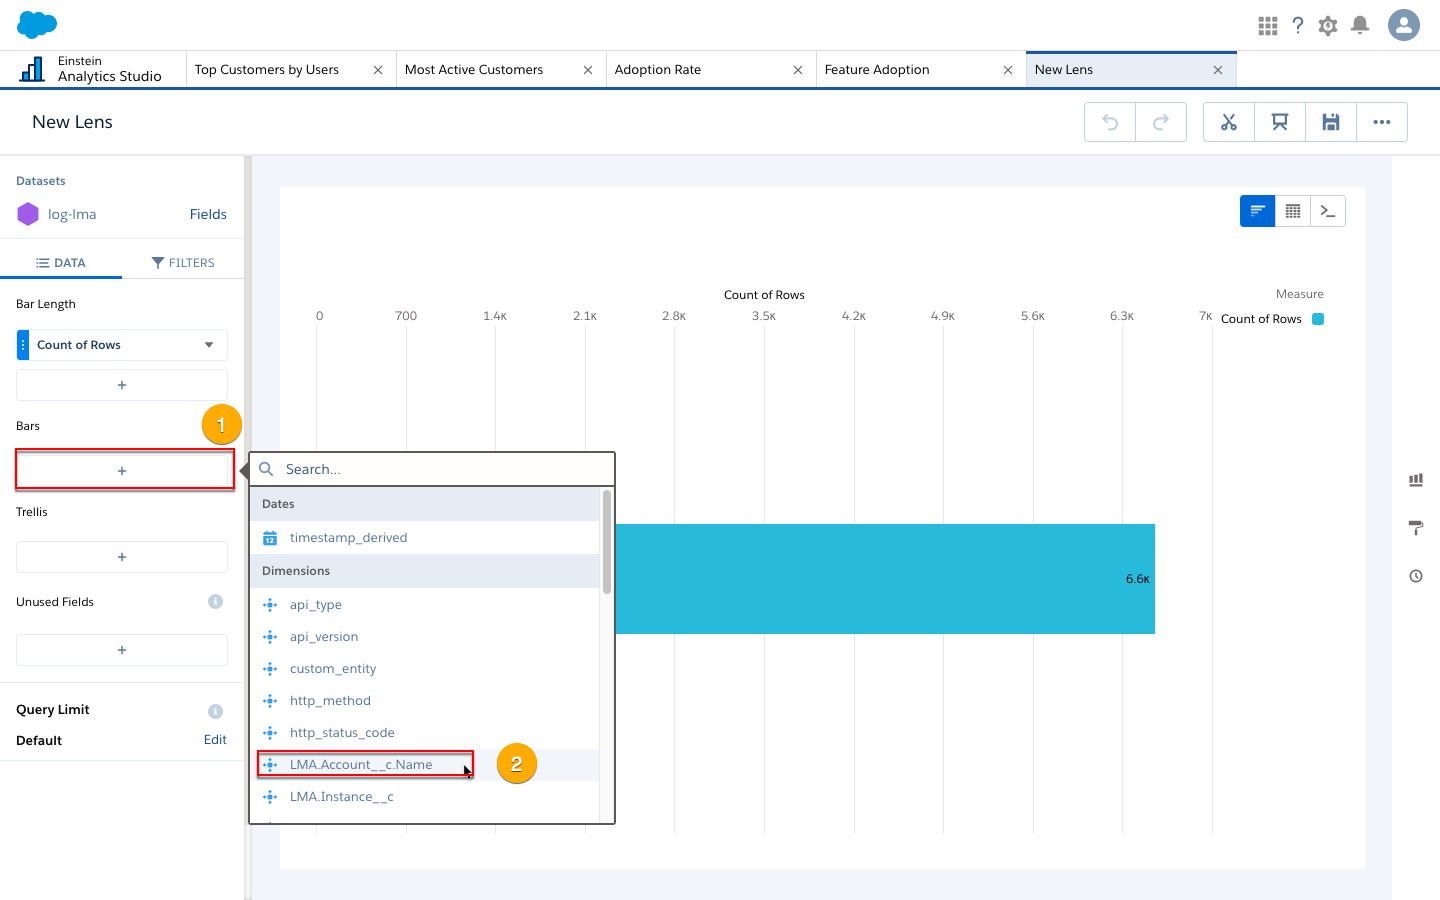 Einstein
Analytics Studio
Top Customers by Users
Most Active Customers
Adoption Rate
Feature Adoption
New Lens
New Lens
Datasets
log-lma
Fields
DATA
FILTERS
Bar Length
Count of Rows
+
Bars
1
+
Trellis
+
Unused Fields
+
Query Limit
Default
Edit
Search...
Dates
12
timestamp_derived
Dimensions
api_type
api_version
custom_entity
http_method
http_status_code
LMA.Account__c.Name
2
LMA.Instance__c
Count of Rows
0 700 1.4K 2.1K 2.8K 3.5K 4.2K 4.9K 5.6K 6.3K 7K
Measure
Count of Rows
6.6K